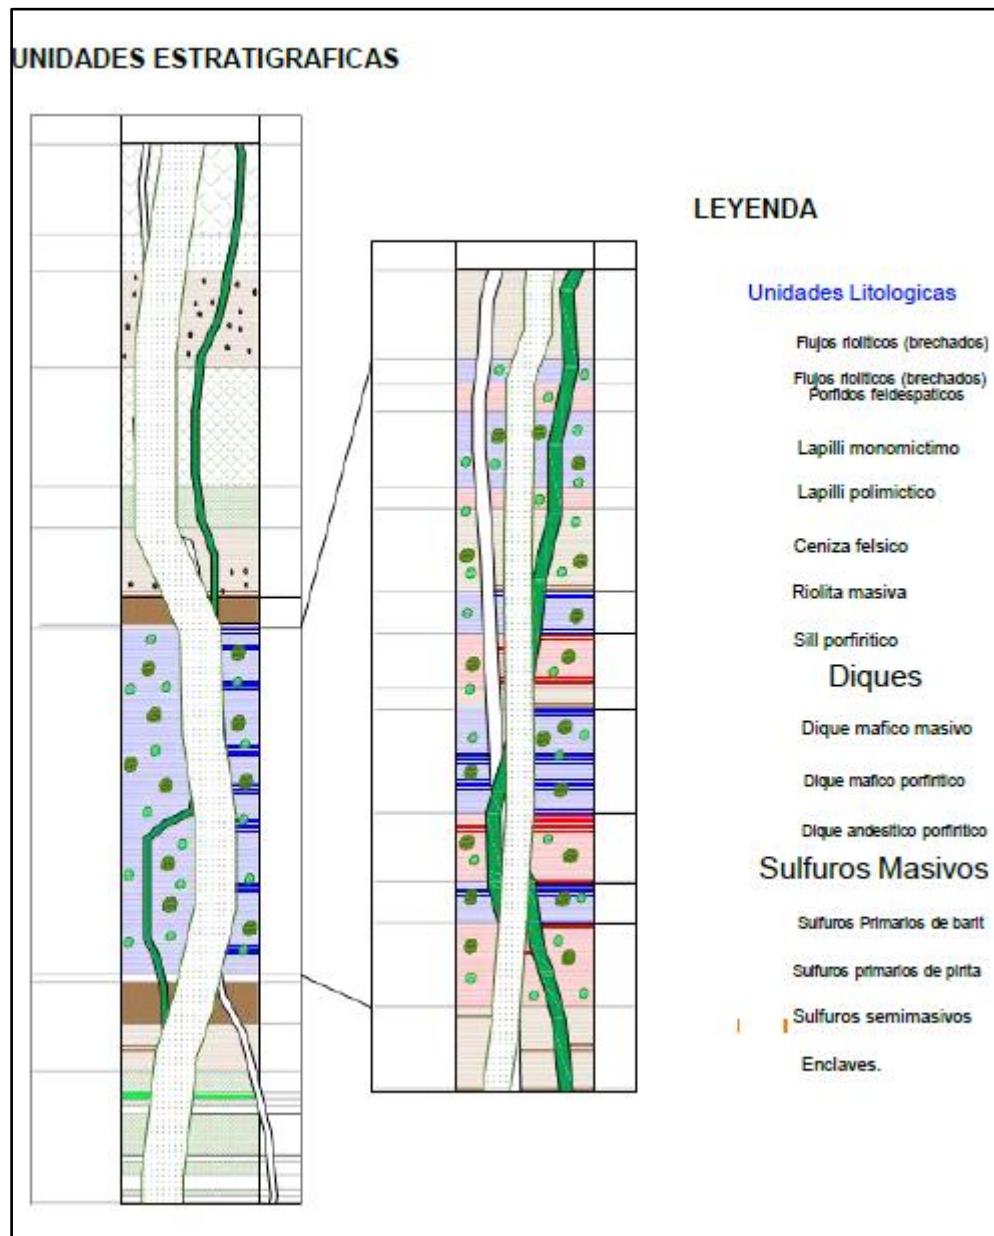 UNIDADES ESTRATIGRAFICAS
LEYENDA
Unidades Litologicas
Flujos riolíticos (brechados)
Flujos riolíticos (brechados)
Porfidos feldespaticos
Lapilli monomictimo
Lapilli polimictico
Ceniza felsico
Riolita masiva
Sill porfiritico
Diques
Dique mafico masivo
Dique mafico porfiritico
Dique andesitico porfiritico
Sulfuros Masivos
Sulfuros Primarios de barit
Sulfuros primarios de pirita
Sulfuros semimasivos
Enclaves.